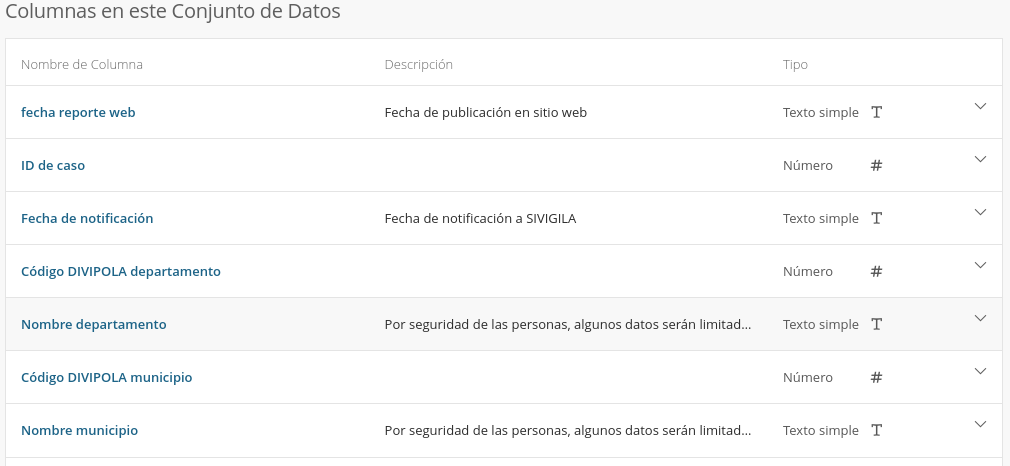 Columnas en este Conjunto de Datos
Nombre de Columna Descripción Tipo
fecha reporte web Fecha de publicación en sitio web Texto simple T
ID de caso Número #
Fecha de notificación Fecha de notificación a SIVIGILA Texto simple T
Código DIVIPOLA departamento Número #
Nombre departamento Por seguridad de las personas, algunos datos serán limitad... Texto simple T
Código DIVIPOLA municipio Número #
Nombre municipio Por seguridad de las personas, algunos datos serán limitad... Texto simple T